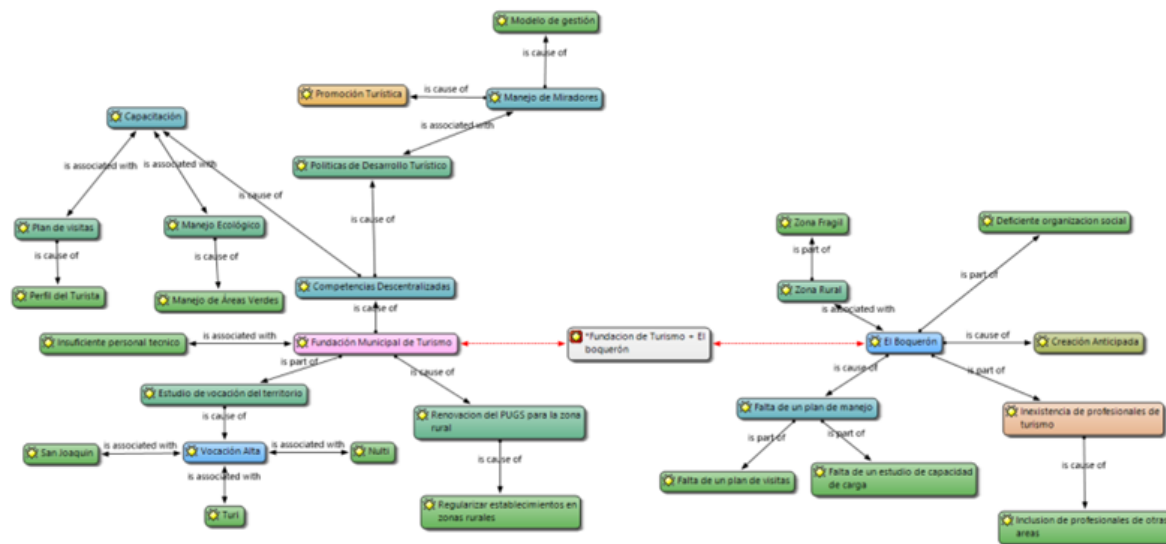 Modelo de gestión
is cause of
Promoción Turística
is cause of
Manejo de Miradores
Capacitación
is associated with
Políticas de Desarrollo Turístico
is associated with
is associated with
is cause of
is cause of
Plan de visitas
Manejo Ecológico
is cause of
is cause of
Perfil del Turista
Manejo de Áreas Verdes
Competencias Descentralizadas
is cause of
Insuficiente personal tecnico
is associated with
Fundación Municipal de Turismo
is part of
is cause of
Estudio de vocación del territorio
is cause of
Renovacion del PUGS para la zona
rural
San Joaquin
is associated with
Vocación Alta
is associated with
Nulti
is associated with
is cause of
Turi
Regularizar establecimientos en
zonas rurales
*Fundacion de Turismo - El
boquerón
Zona Fragil
Deficiente organizacion social
is part of
is part of
Zona Rural
is associated with
El Boquerón
is cause of
Creación Anticipada
is cause of
is part of
Falta de un plan de manejo
Inexistencia de profesionales de
turismo
is part of
is part of
is cause of
Falta de un plan de visitas
Falta de un estudio de capacidad
de carga
Inclusion de profesionales de otras
areas